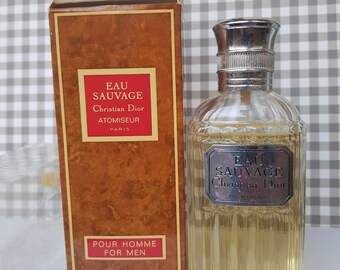 EAU
SAUVAGE
Christian Dior
ATOMISEUR
PARIS
POUR HOMME
FOR MEN
EAU
SAUVAGE
Christian Dior